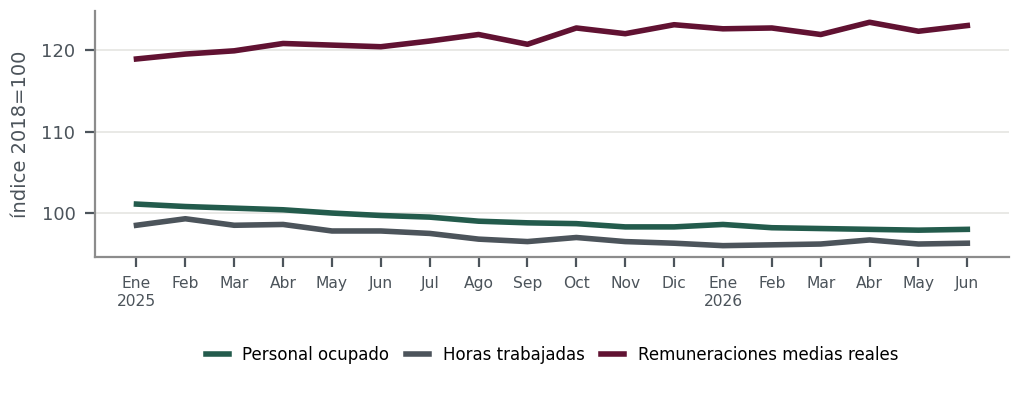 índice 2018=100
120
110
100
Ene Feb Mar Abr May Jun Jul Ago Sep Oct Nov Dic Ene Feb Mar Abr May Jun
2025 2026
Personal ocupado Horas trabajadas Remuneraciones medias reales